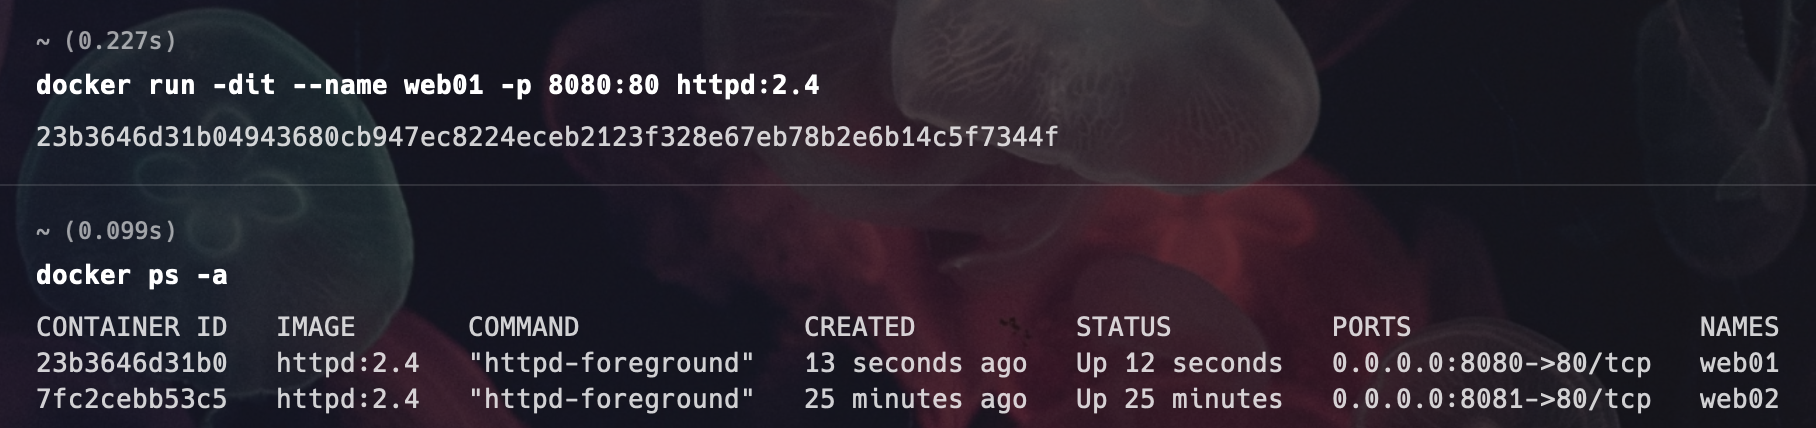 ~ (0.227s)
docker run -dit --name web01 -p 8080:80 httpd:2.4
23b3646d31b04943680cb947ec8224eceb2123f328e67eb78b2e6b14c5f7344f
~ (0.099s)
docker ps -a
CONTAINER ID   IMAGE       COMMAND              CREATED          STATUS          PORTS                  NAMES
23b3646d31b0   httpd:2.4   "httpd-foreground"   13 seconds ago   Up 12 seconds   0.0.0.0:8080->80/tcp   web01
7fc2cebb53c5   httpd:2.4   "httpd-foreground"   25 minutes ago   Up 25 minutes   0.0.0.0:8081->80/tcp   web02